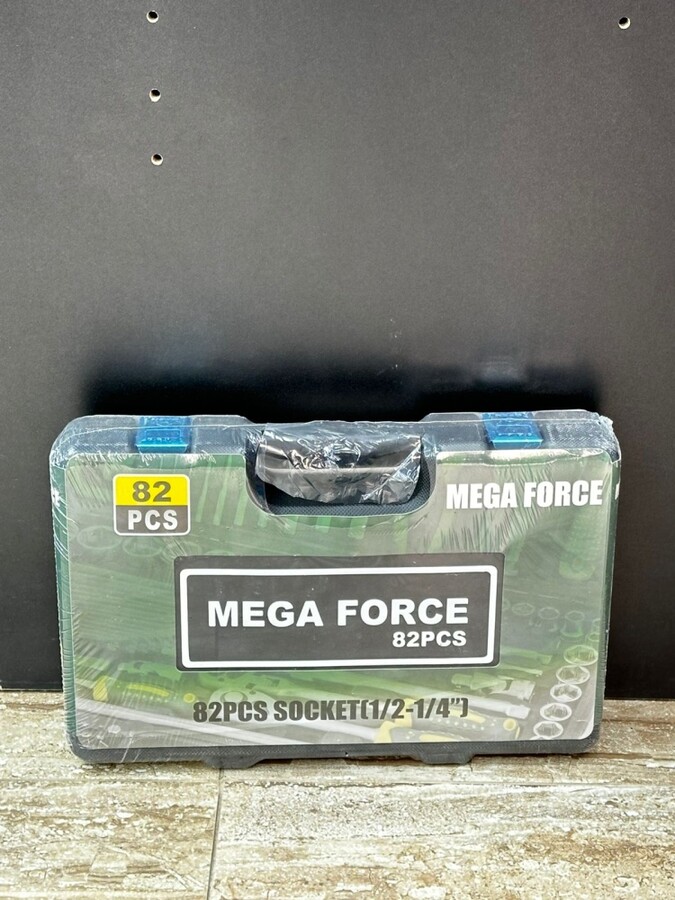 82
PCS
MEGA FORCE
MEGA FORCE
82PCS
82PCS SOCKET(1/2-1/4”)